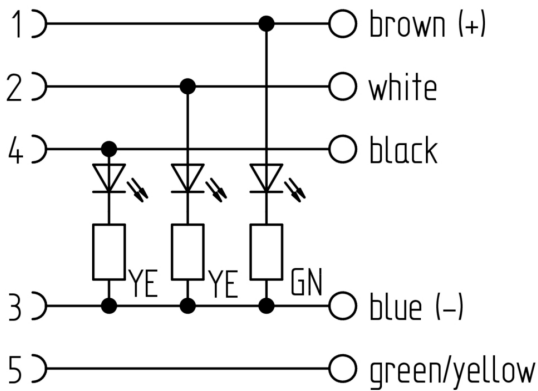 1 brown (+)
2 white
4 black
YE YE GN
3 blue (–)
5 green/yellow